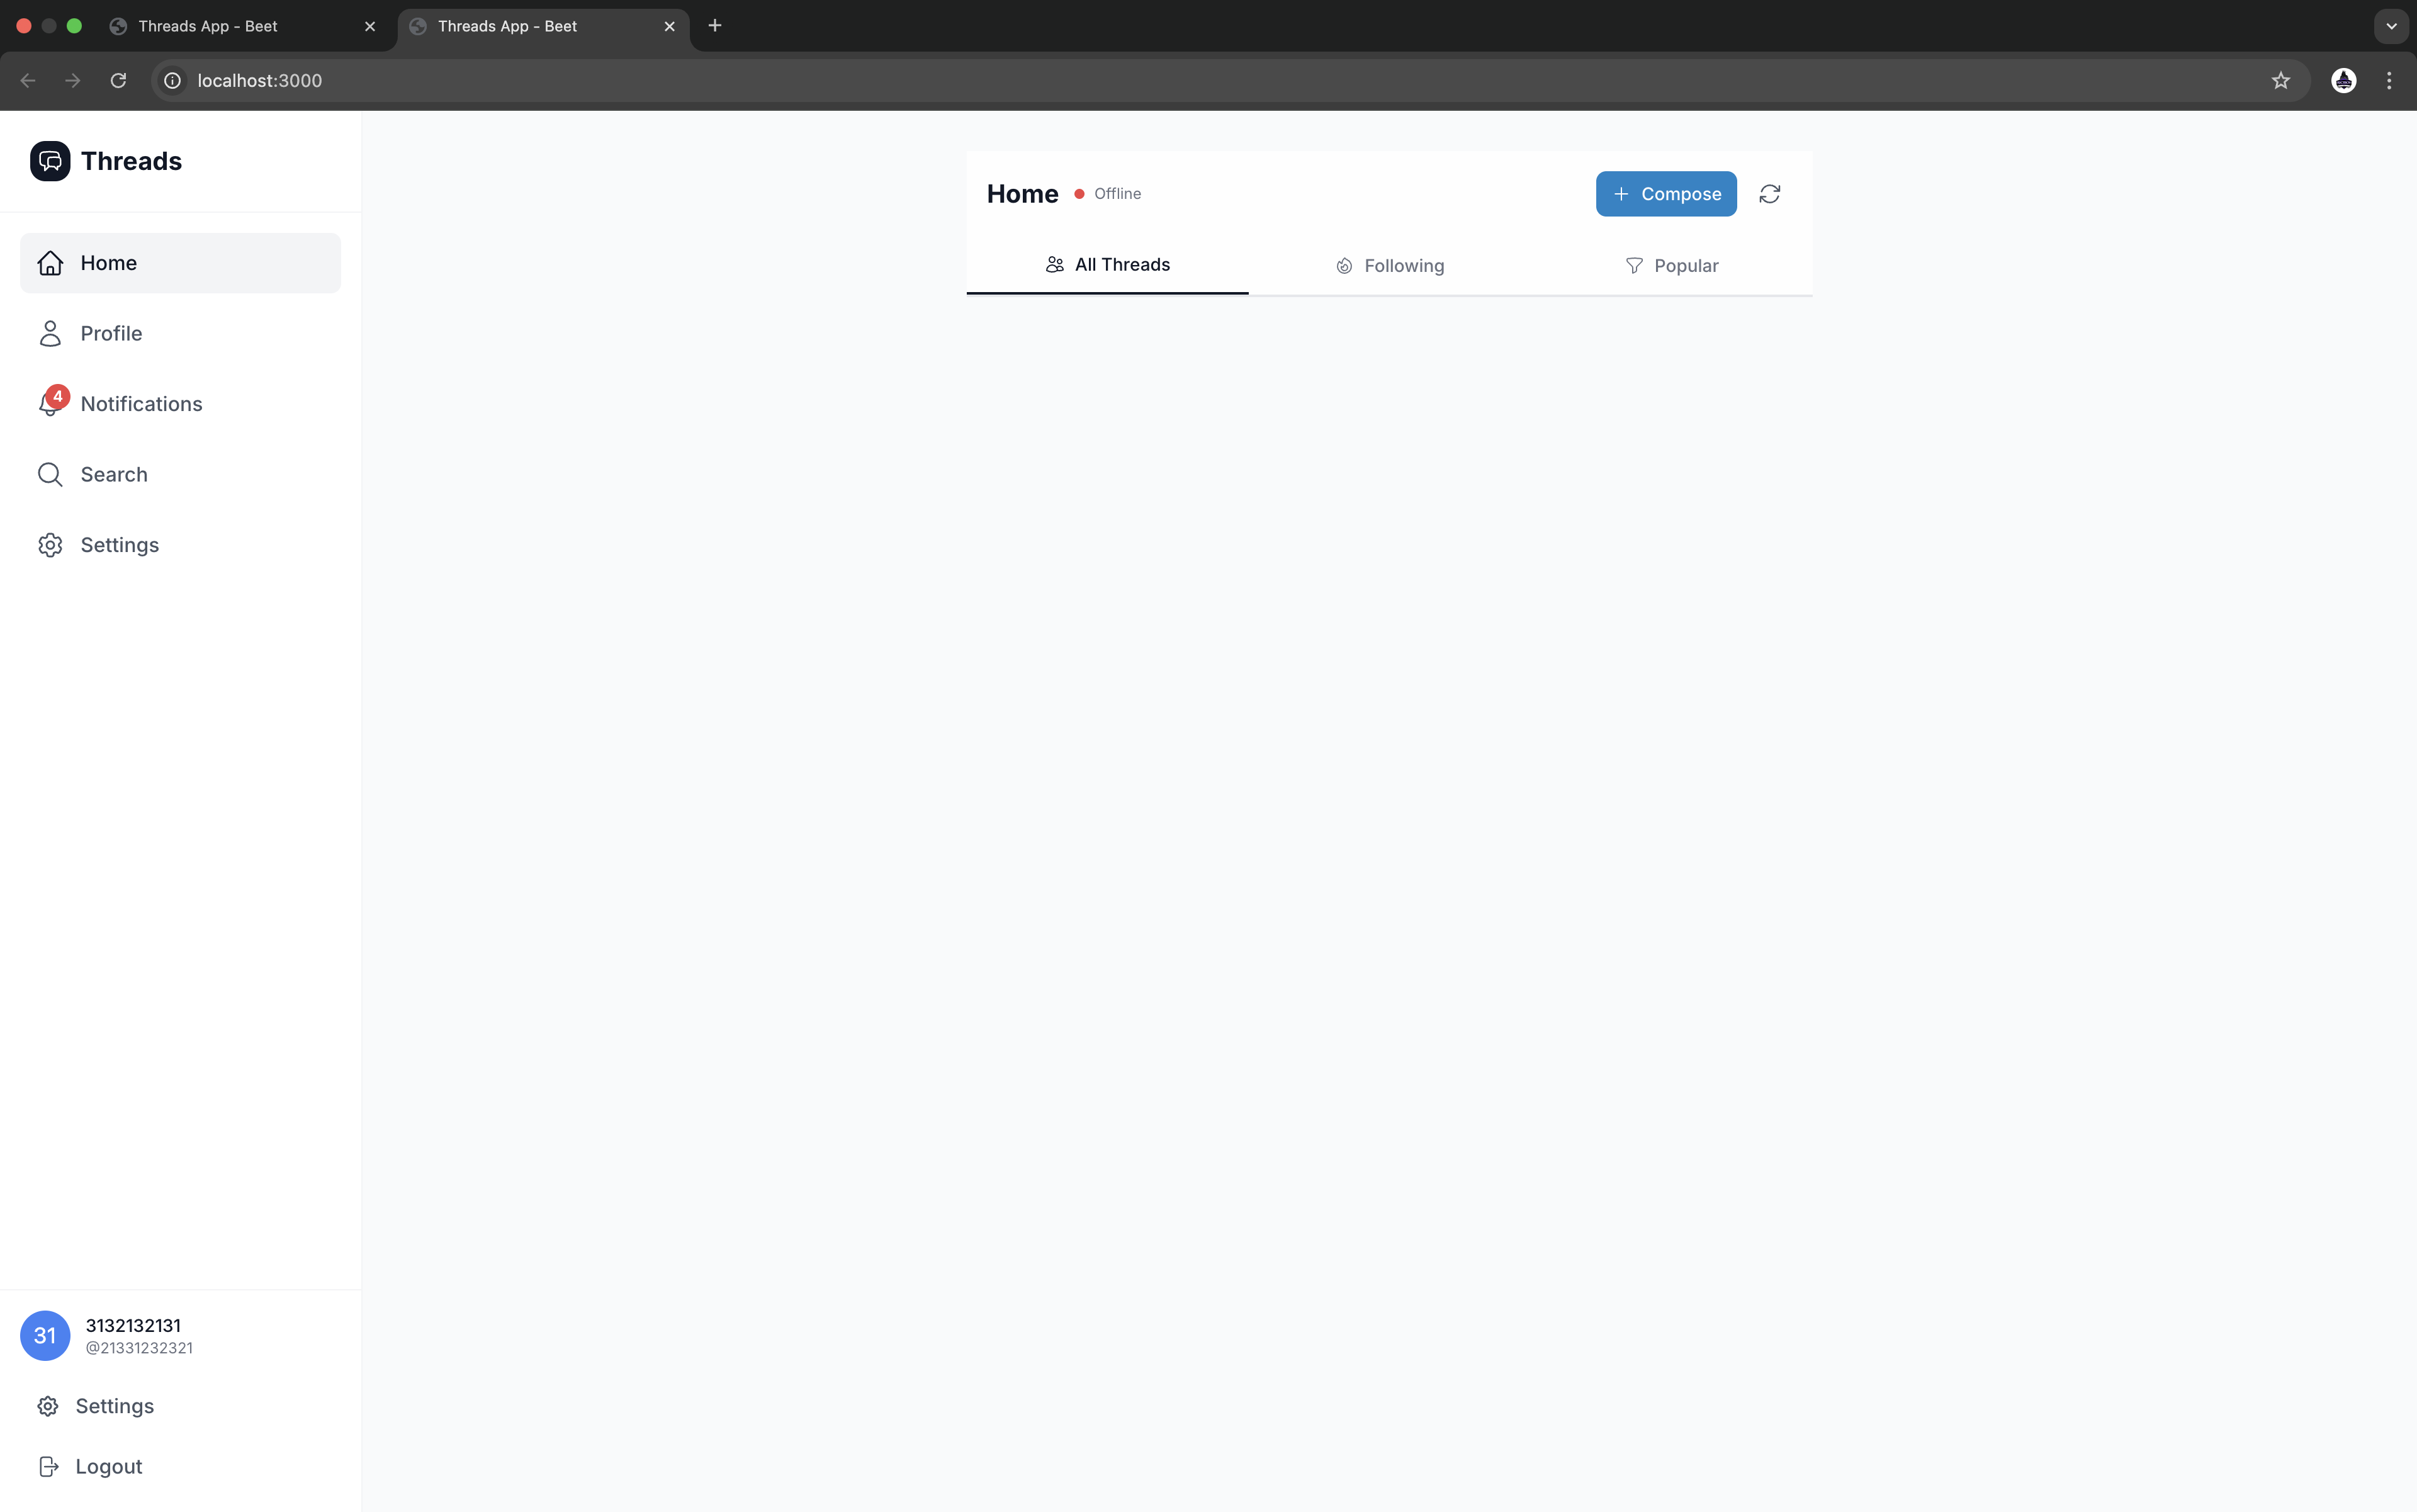 Threads App - Beet
Threads App - Beet
localhost:3000
Threads
Home
Profile
4
Notifications
Search
Settings
Home
Offline
Compose
All Threads
Following
Popular
31
3132132131
@21331232321
Settings
Logout